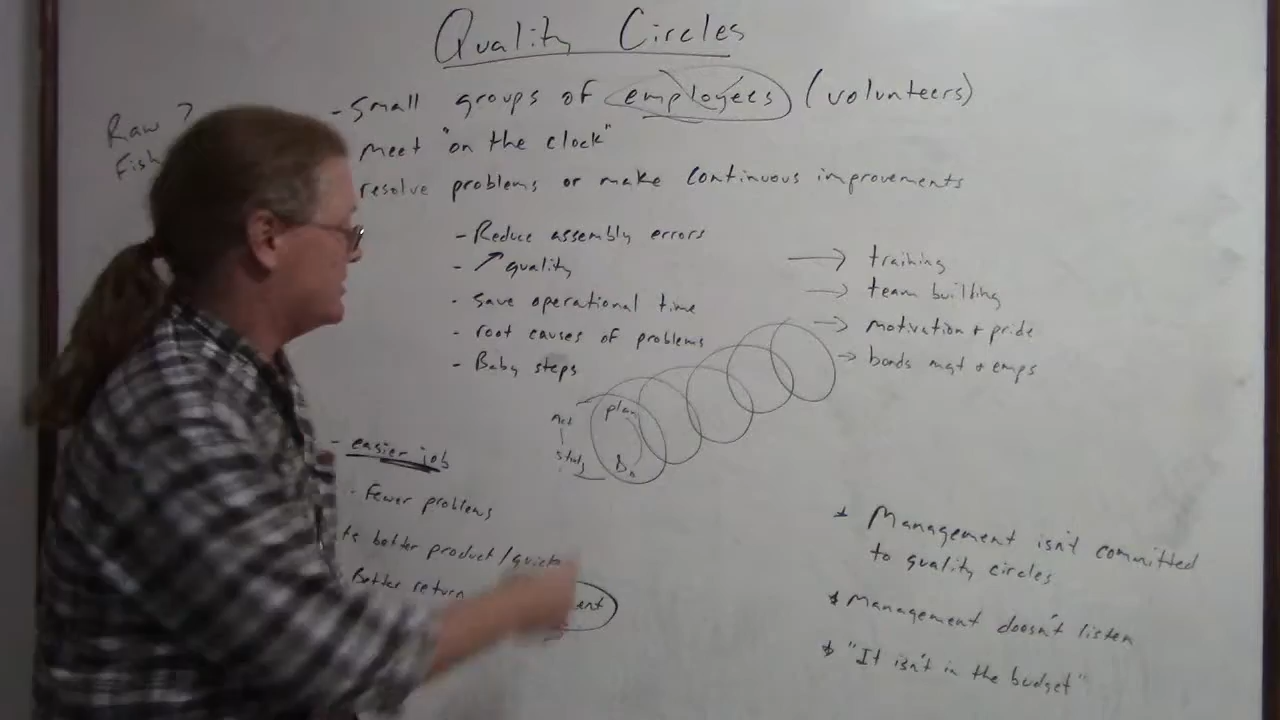 Quality Circles
Raw ?
Fish
- small groups of employees (volunteers)
meet "on the clock"
resolve problems or make continuous improvements
- Reduce assembly errors
- ↗ quality
- save operational time
- root causes of problems
- Baby steps
→ training
→ team building
→ motivation + pride
→ bonds mgt + emps
Act
plan
Study
Do
- easier job
- Fewer problems
better product /
Better return
* Management isn't committed
to quality circles
* Management doesn't listen
* "It isn't in the budget"